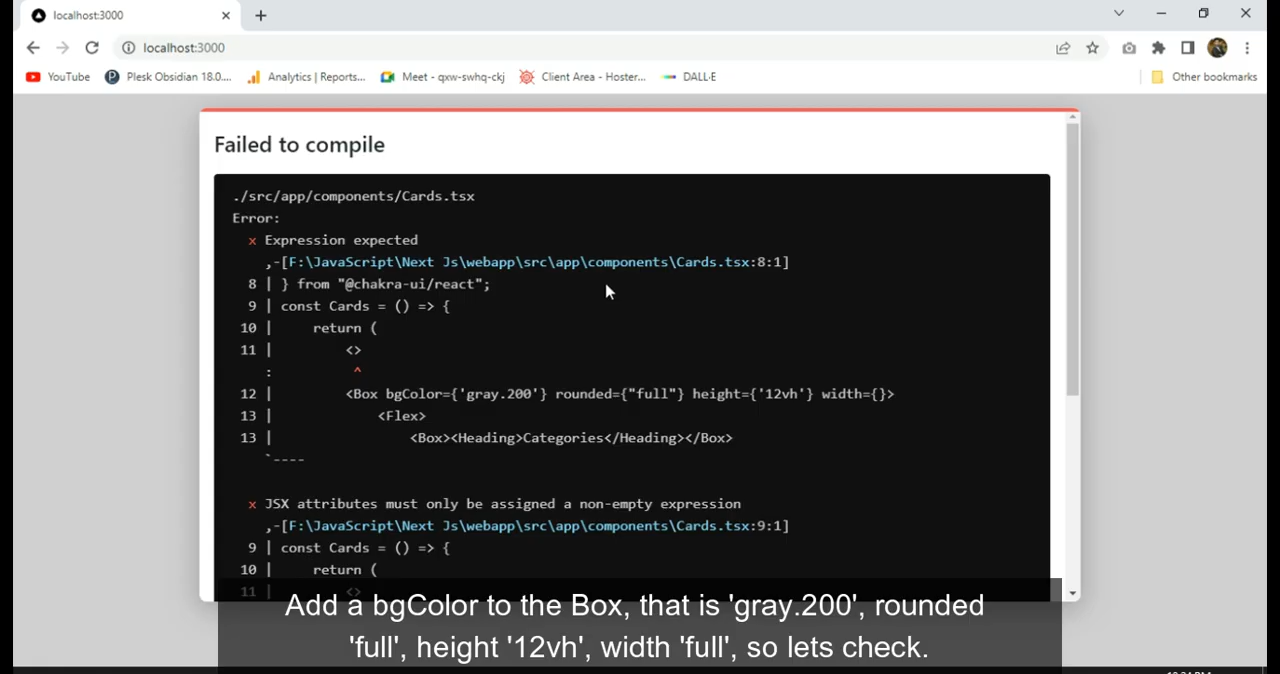 localhost:3000
localhost:3000
YouTube Plesk Obsidian 18.0.... Analytics | Reports... Meet - qxw-swhq-ckj Client Area - Hoster... DALL·E Other bookmarks
Failed to compile
./src/app/components/Cards.tsx
Error:
x Expression expected
,-[F:\JavaScript\Next Js\webapp\src\app\components\Cards.tsx:8:1]
8 | } from "@chakra-ui/react";
9 | const Cards = () => {
10 | return (
11 | <>
: ^
12 | <Box bgColor={'gray.200'} rounded={"full"} height={'12vh'} width={}>
13 | <Flex>
13 | <Box><Heading>Categories</Heading></Box>
`----
x JSX attributes must only be assigned a non-empty expression
,-[F:\JavaScript\Next Js\webapp\src\app\components\Cards.tsx:9:1]
9 | const Cards = () => {
10 | return (
11 | <>
Add a bgColor to the Box, that is 'gray.200', rounded
'full', height '12vh', width 'full', so lets check.